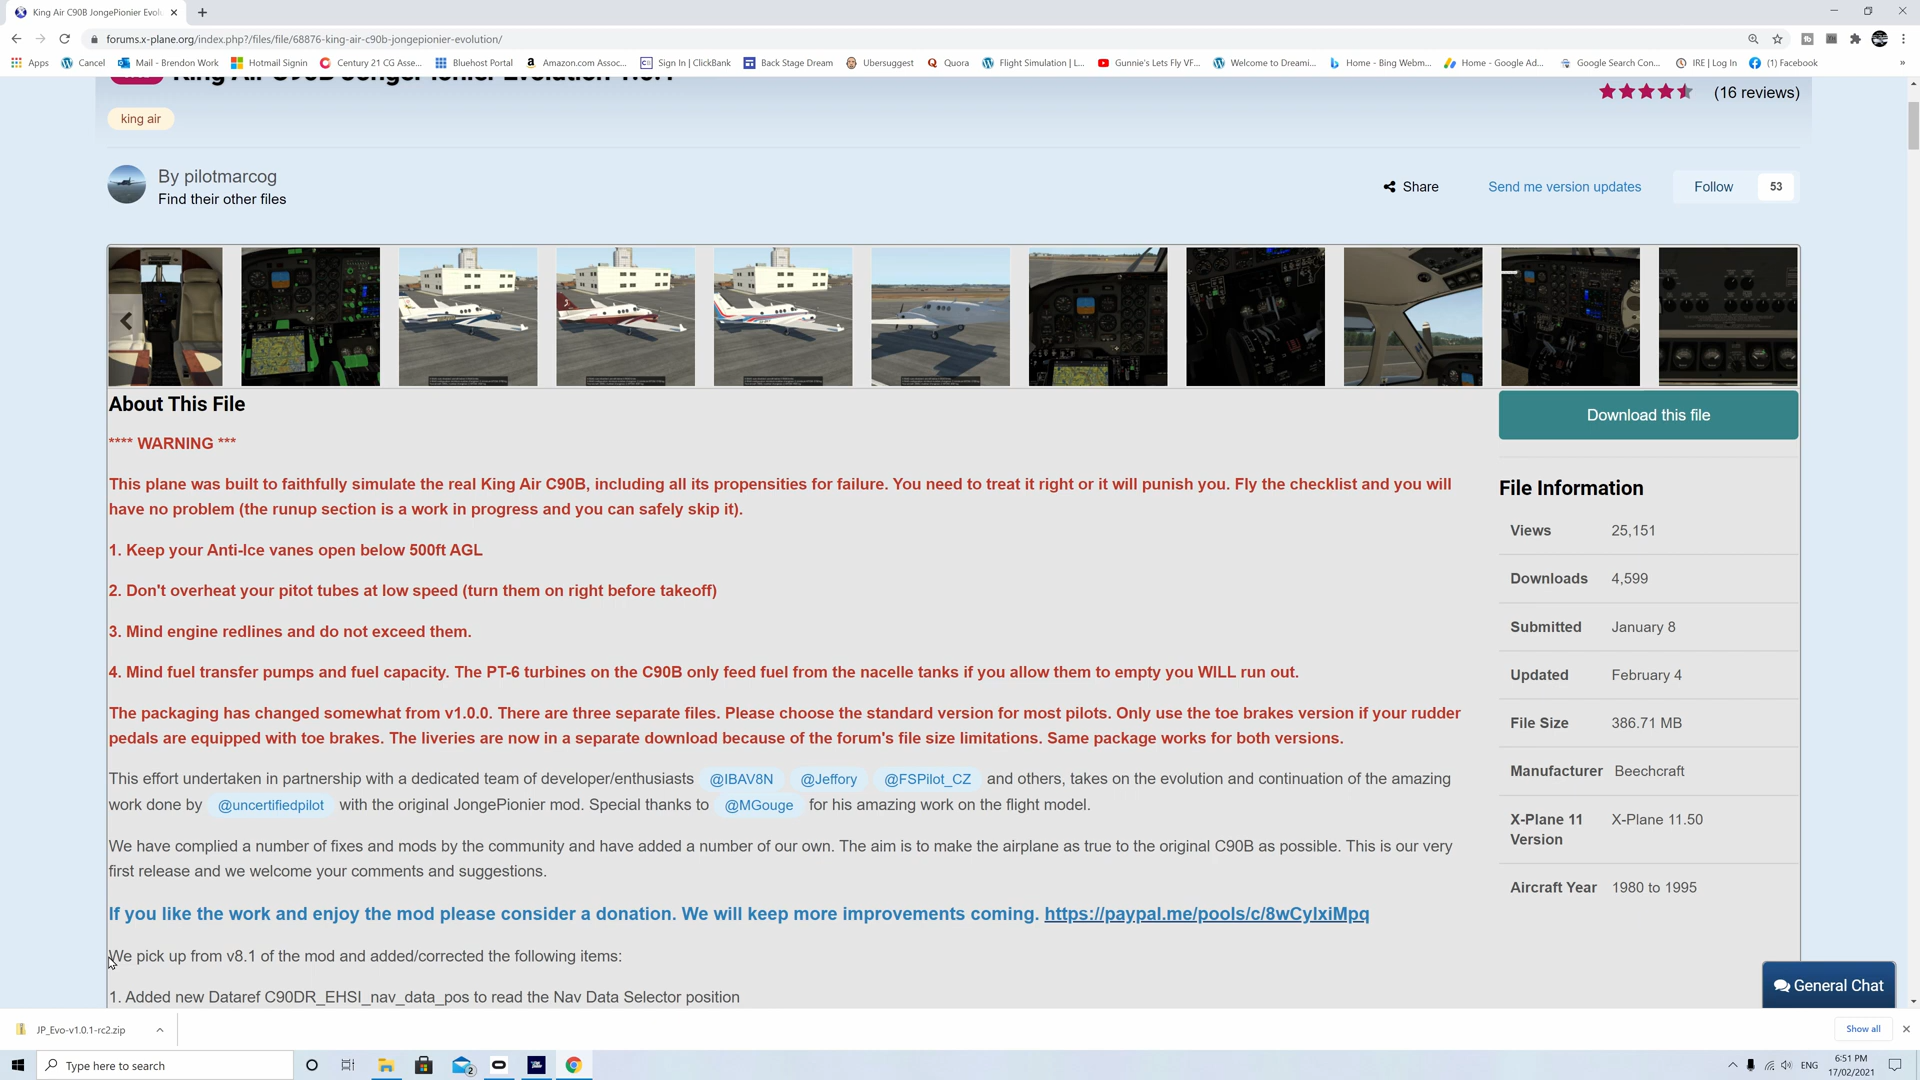 King Air C90B JongePionier Evolu
forums.x-plane.org/index.php?/files/file/68876-king-air-c90b-jongepionier-evolution/
Apps Cancel Mail - Brendon Work Hotmail Signin Century 21 CG Asse... Bluehost Portal Amazon.com Assoc... Sign In | ClickBank Back Stage Dream Ubersuggest Quora Flight Simulation | L... Gunnie's Lets Fly VF... Welcome to Dreami... Home - Bing Webm... Home - Google Ad... Google Search Con... IRE | Log In (1) Facebook »
King Air C90B JongePionier Evolution
(16 reviews)
king air
By pilotmarcog
Find their other files
Share
Send me version updates
Follow 53
About This File
Download this file
**** WARNING ***
This plane was built to faithfully simulate the real King Air C90B, including all its propensities for failure. You need to treat it right or it will punish you. Fly the checklist and you will
have no problem (the runup section is a work in progress and you can safely skip it).
1. Keep your Anti-Ice vanes open below 500ft AGL
2. Don't overheat your pitot tubes at low speed (turn them on right before takeoff)
3. Mind engine redlines and do not exceed them.
4. Mind fuel transfer pumps and fuel capacity. The PT-6 turbines on the C90B only feed fuel from the nacelle tanks if you allow them to empty you WILL run out.
The packaging has changed somewhat from v1.0.0. There are three separate files. Please choose the standard version for most pilots. Only use the toe brakes version if your rudder
pedals are equipped with toe brakes. The liveries are now in a separate download because of the forum's file size limitations. Same package works for both versions.
This effort undertaken in partnership with a dedicated team of developer/enthusiasts @IBAV8N @Jeffory @FSPilot_CZ and others, takes on the evolution and continuation of the amazing
work done by @uncertifiedpilot with the original JongePionier mod. Special thanks to @MGouge for his amazing work on the flight model.
We have complied a number of fixes and mods by the community and have added a number of our own. The aim is to make the airplane as true to the original C90B as possible. This is our very
first release and we welcome your comments and suggestions.
If you like the work and enjoy the mod please consider a donation. We will keep more improvements coming. https://paypal.me/pools/c/8wCylxiMpq
We pick up from v8.1 of the mod and added/corrected the following items:
1. Added new Dataref C90DR_EHSI_nav_data_pos to read the Nav Data Selector position
File Information
Views 25,151
Downloads 4,599
Submitted January 8
Updated February 4
File Size 386.71 MB
Manufacturer Beechcraft
X-Plane 11 X-Plane 11.50
Version
Aircraft Year 1980 to 1995
General Chat
JP_Evo-v1.0.1-rc2.zip
Show all
Type here to search
2
ENG
6:51 PM
17/02/2021